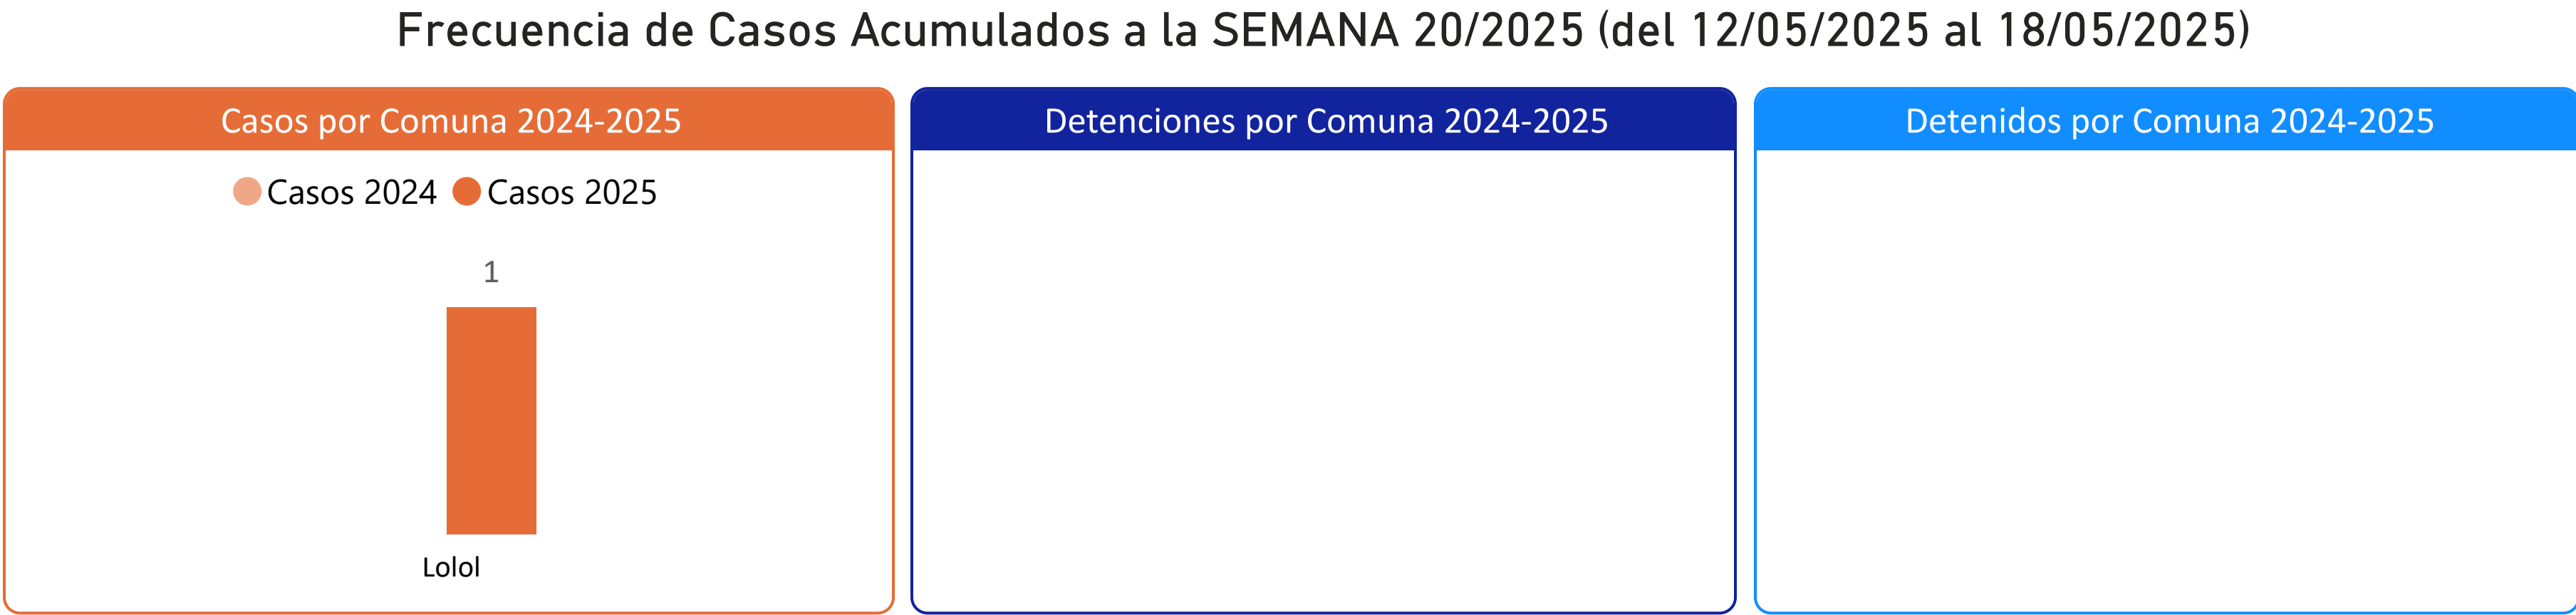 Frecuencia de Casos Acumulados a la SEMANA 20/2025 (del 12/05/2025 al 18/05/2025)
Casos por Comuna 2024-2025
Casos 2024 Casos 2025
1
Lolol
Detenciones por Comuna 2024-2025
Detenidos por Comuna 2024-2025